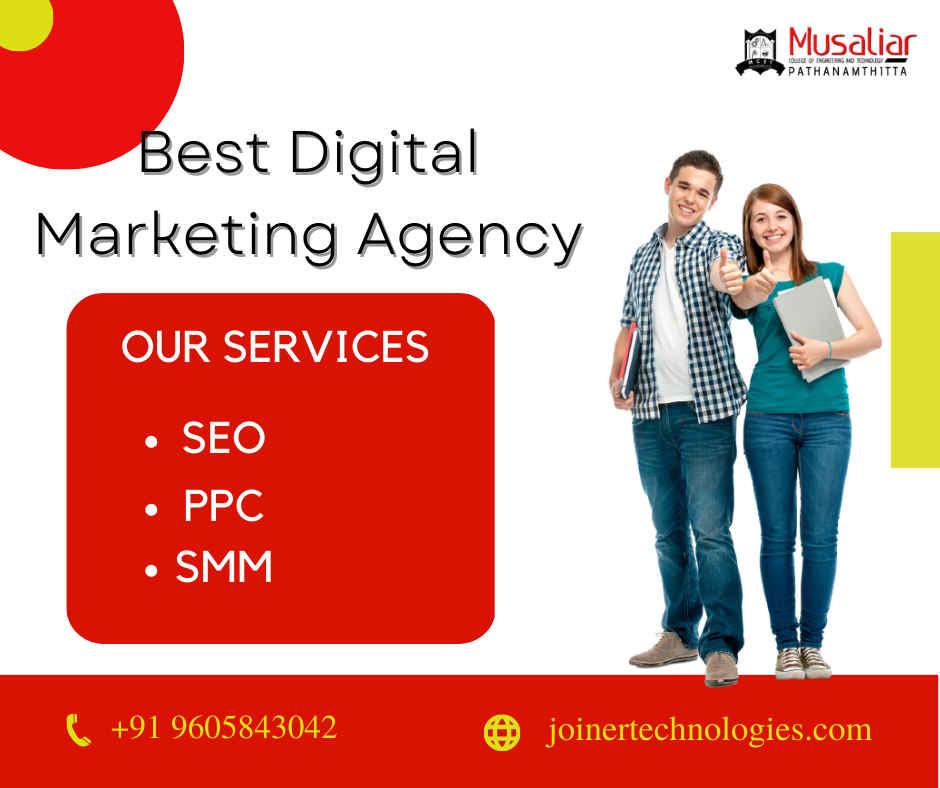 Musaliar
COLLEGE OF ENGINEERING AND TECHNOLOGY
MCET
PATHANAMTHITTA
Best Digital
Marketing Agency
OUR SERVICES
• SEO
• PPC
• SMM
+91 9605843042
joinertechnologies.com